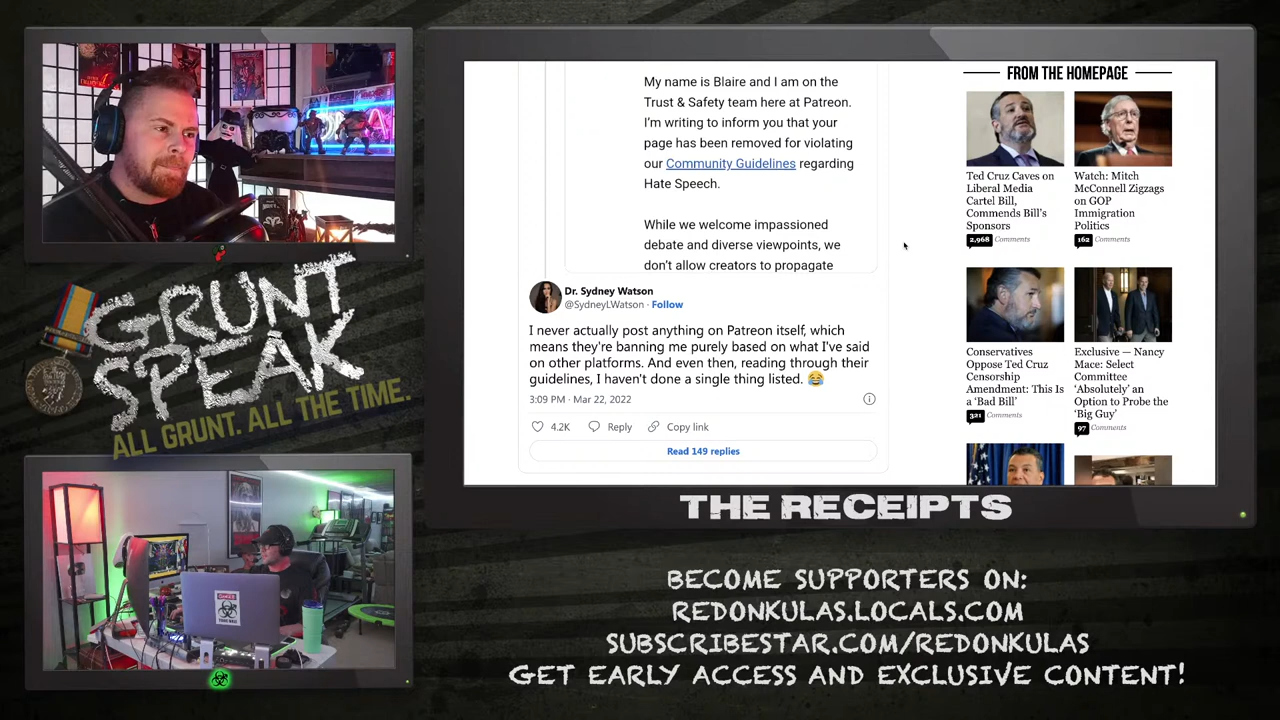 GRUNT
SPEAK
ALL GRUNT. ALL THE TIME.
My name is Blaire and I am on the
Trust & Safety team here at Patreon.
I'm writing to inform you that your
page has been removed for violating
our Community Guidelines regarding
Hate Speech.
While we welcome impassioned
debate and diverse viewpoints, we
don't allow creators to propagate
Dr. Sydney Watson
@SydneyLWatson · Follow
I never actually post anything on Patreon itself, which
means they're banning me purely based on what I've said
on other platforms. And even then, reading through their
guidelines, I haven't done a single thing listed. 😂
3:09 PM · Mar 22, 2022
4.2K Reply Copy link
Read 149 replies
FROM THE HOMEPAGE
Ted Cruz Caves on
Liberal Media
Cartel Bill,
Commends Bill's
Sponsors
2,968 Comments
Watch: Mitch
McConnell Zigzags
on GOP
Immigration
Politics
162 Comments
Conservatives
Oppose Ted Cruz
Censorship
Amendment: This Is
a 'Bad Bill'
321 Comments
Exclusive — Nancy
Mace: Select
Committee
'Absolutely' an
Option to Probe the
'Big Guy'
97 Comments
THE RECEIPTS
BECOME SUPPORTERS ON:
REDONKULAS.LOCALS.COM
SUBSCRIBESTAR.COM/REDONKULAS
GET EARLY ACCESS AND EXCLUSIVE CONTENT!